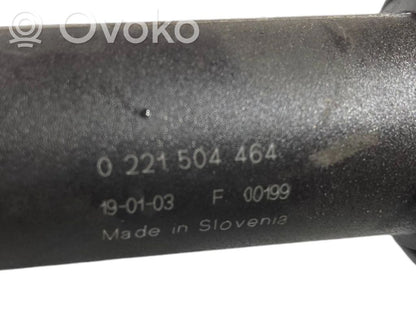 Ovoko
0 221 504 464
19-01-03 F 00199
Made in Slovenia